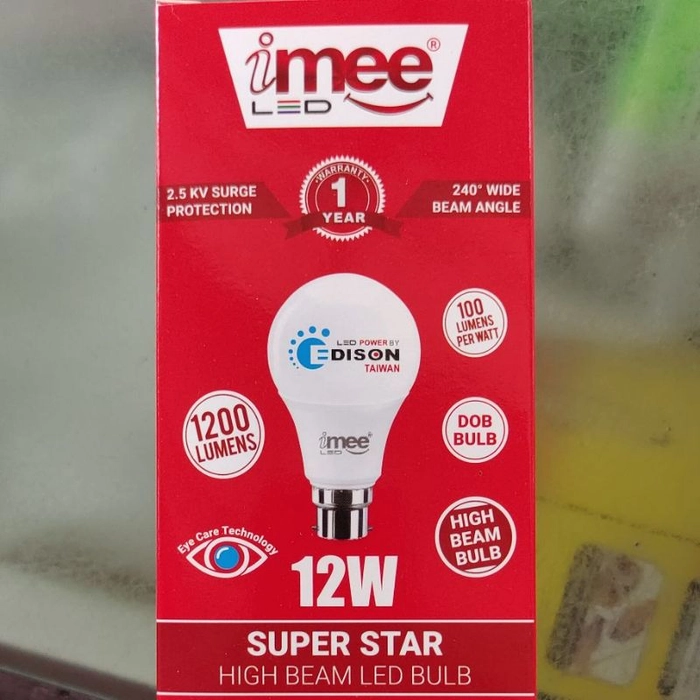 imee®
LED
2.5 KV SURGE
PROTECTION
WARRANTY
1
YEAR
240° WIDE
BEAM ANGLE
100
LUMENS
PER WATT
LED POWER BY
EDISON
TAIWAN
1200
LUMENS
DOB
BULB
imee®
LED
Eye Care Technology
HIGH
BEAM
BULB
12W
SUPER STAR
HIGH BEAM LED BULB